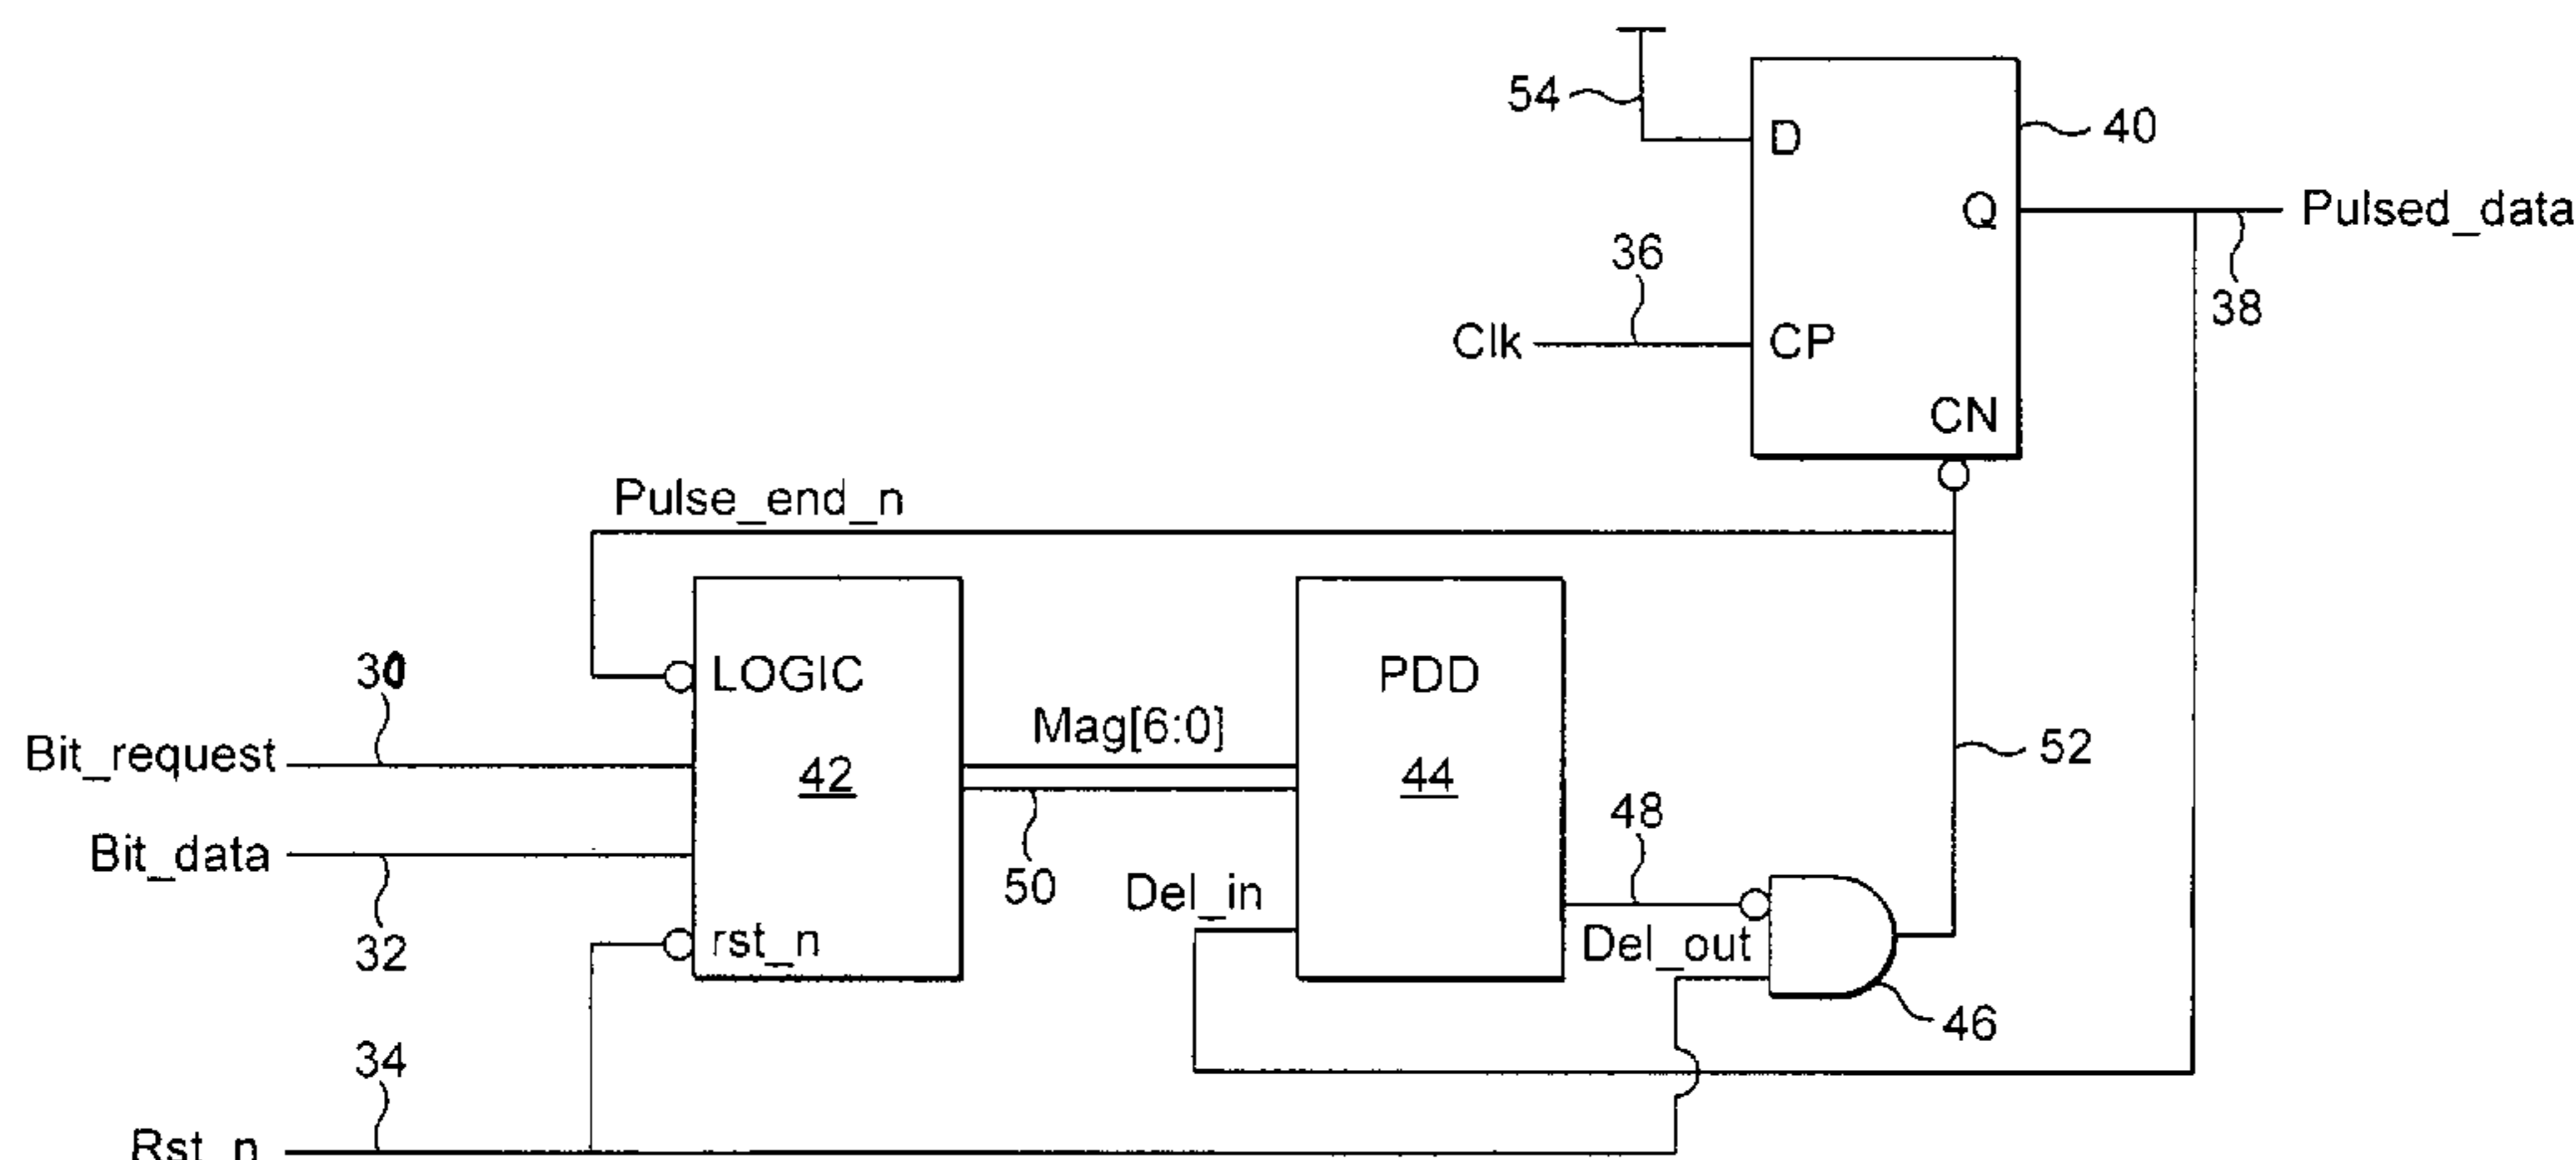 54
D
40
Q
Pulsed_data
38
36
Clk
CP
CN
Pulse_end_n
LOGIC
PDD
30
Bit_request
42
Mag[6:0]
44
52
48
Bit_data
50
Del_in
32
rst_n
Del_out
46
34
Rst_n